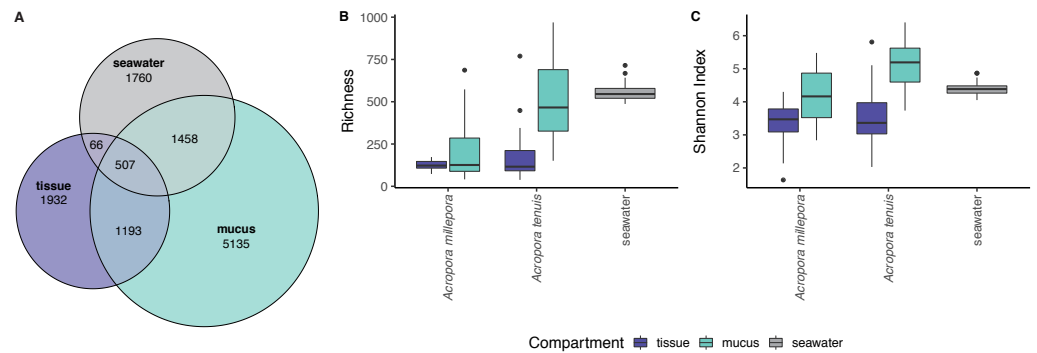 A
seawater
1760
66
1458
507
tissue
1932
1193
mucus
5135
B
Richness
1000
750
500
250
0
Acropora millepora
Acropora tenuis
seawater
C
Shannon Index
6
5
4
3
2
Acropora millepora
Acropora tenuis
seawater
Compartment tissue mucus seawater